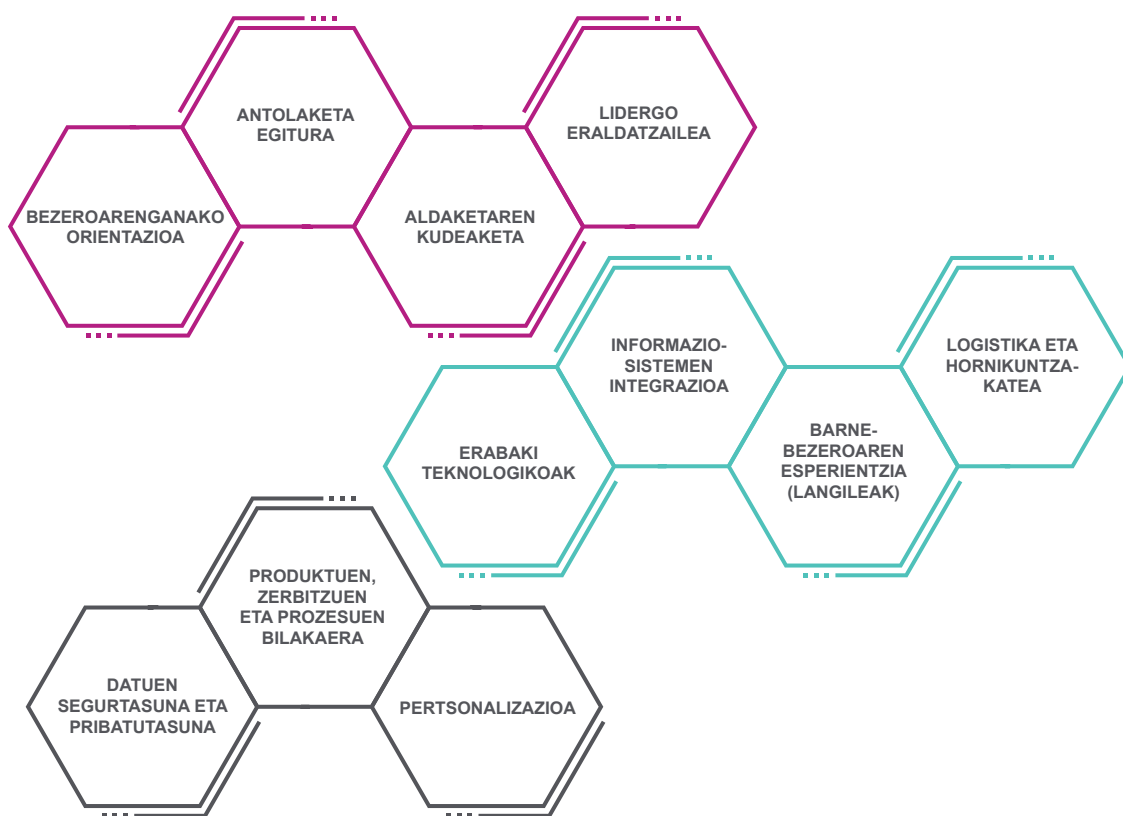 ANTOLAKETA
EGITURA
LIDERGO
ERALDATZAILEA
BEZEROARENGANAKO
ORIENTAZIOA
ALDAKETAREN
KUDEAKETA
INFORMAZIO-
SISTEMEN
INTEGRAZIOA
LOGISTIKA ETA
HORNIKUNTZA-
KATEA
ERABAKI
TEKNOLOGIKOAK
BARNE-
BEZEROAREN
ESPERIENTZIA
(LANGILEAK)
PRODUKTUEN,
ZERBITZUEN
ETA PROZESUEN
BILAKAERA
DATUEN
SEGURTASUNA ETA
PRIBATUTASUNA
PERTSONALIZAZIOA